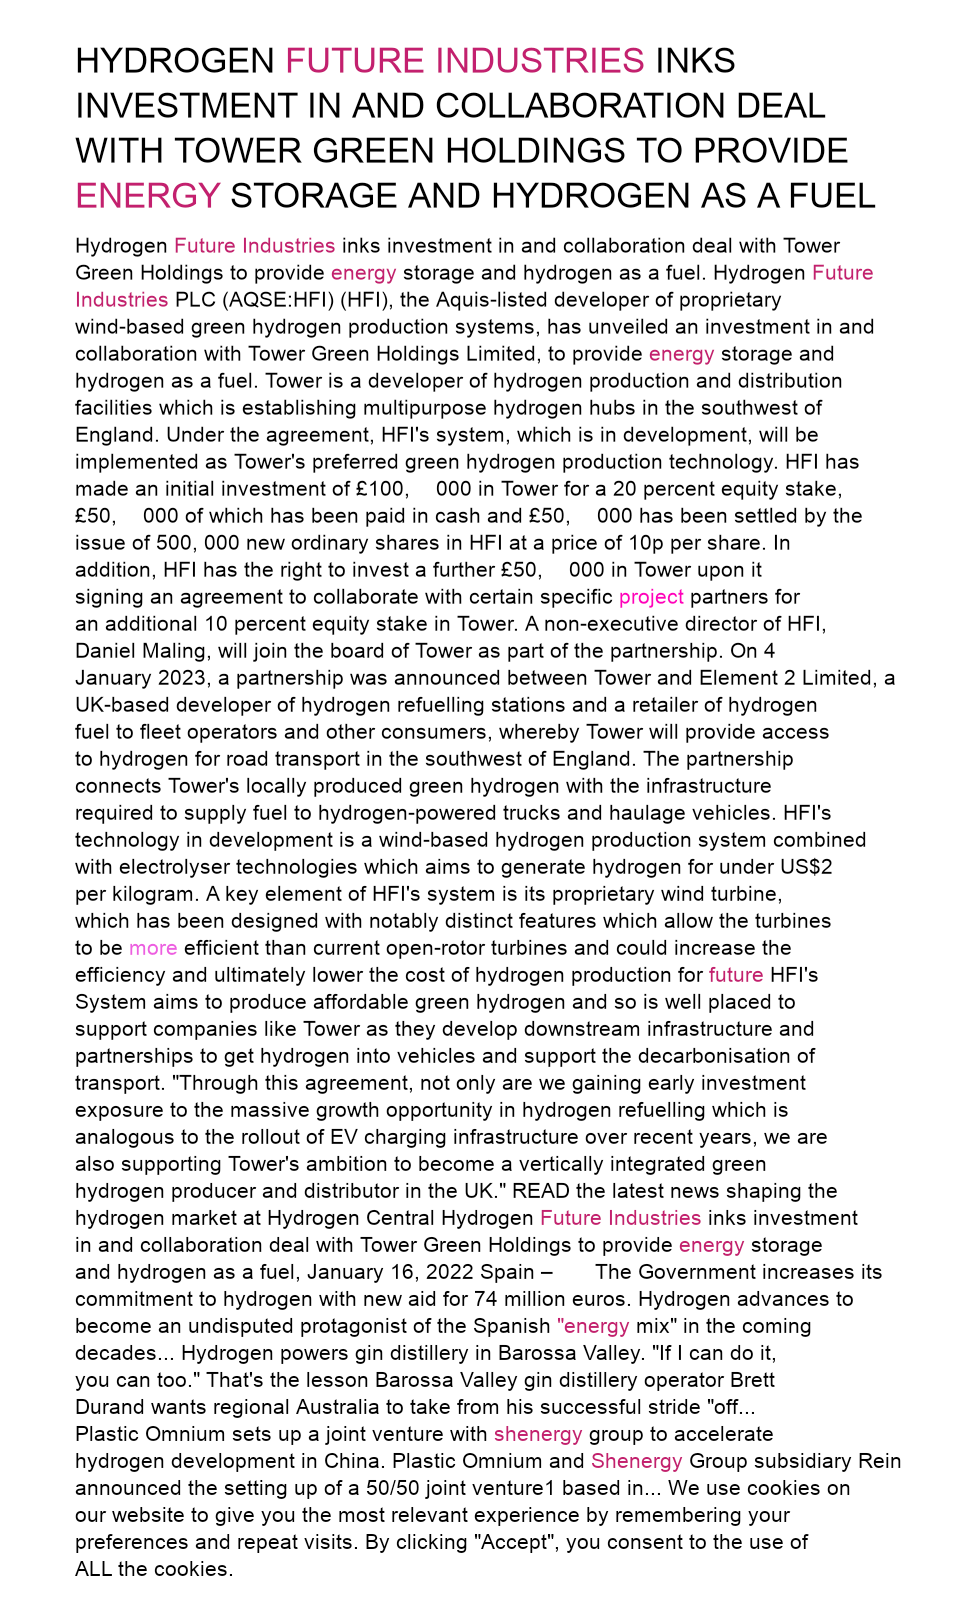 HYDROGEN FUTURE INDUSTRIES INKS
INVESTMENT IN AND COLLABORATION DEAL
WITH TOWER GREEN HOLDINGS TO PROVIDE
ENERGY STORAGE AND HYDROGEN AS A FUEL
Hydrogen Future Industries inks investment in and collaboration deal with Tower
Green Holdings to provide energy storage and hydrogen as a fuel. Hydrogen Future
Industries PLC (AQSE:HFI) (HFI), the Aquis-listed developer of proprietary
wind-based green hydrogen production systems, has unveiled an investment in and
collaboration with Tower Green Holdings Limited, to provide energy storage and
hydrogen as a fuel. Tower is a developer of hydrogen production and distribution
facilities which is establishing multipurpose hydrogen hubs in the southwest of
England. Under the agreement, HFI's system, which is in development, will be
implemented as Tower's preferred green hydrogen production technology. HFI has
made an initial investment of £100, 000 in Tower for a 20 percent equity stake,
£50, 000 of which has been paid in cash and £50, 000 has been settled by the
issue of 500, 000 new ordinary shares in HFI at a price of 10p per share. In
addition, HFI has the right to invest a further £50, 000 in Tower upon it
signing an agreement to collaborate with certain specific project partners for
an additional 10 percent equity stake in Tower. A non-executive director of HFI,
Daniel Maling, will join the board of Tower as part of the partnership. On 4
January 2023, a partnership was announced between Tower and Element 2 Limited, a
UK-based developer of hydrogen refuelling stations and a retailer of hydrogen
fuel to fleet operators and other consumers, whereby Tower will provide access
to hydrogen for road transport in the southwest of England. The partnership
connects Tower's locally produced green hydrogen with the infrastructure
required to supply fuel to hydrogen-powered trucks and haulage vehicles. HFI's
technology in development is a wind-based hydrogen production system combined
with electrolyser technologies which aims to generate hydrogen for under US$2
per kilogram. A key element of HFI's system is its proprietary wind turbine,
which has been designed with notably distinct features which allow the turbines
to be more efficient than current open-rotor turbines and could increase the
efficiency and ultimately lower the cost of hydrogen production for future HFI's
System aims to produce affordable green hydrogen and so is well placed to
support companies like Tower as they develop downstream infrastructure and
partnerships to get hydrogen into vehicles and support the decarbonisation of
transport. "Through this agreement, not only are we gaining early investment
exposure to the massive growth opportunity in hydrogen refuelling which is
analogous to the rollout of EV charging infrastructure over recent years, we are
also supporting Tower's ambition to become a vertically integrated green
hydrogen producer and distributor in the UK." READ the latest news shaping the
hydrogen market at Hydrogen Central Hydrogen Future Industries inks investment
in and collaboration deal with Tower Green Holdings to provide energy storage
and hydrogen as a fuel, January 16, 2022 Spain – The Government increases its
commitment to hydrogen with new aid for 74 million euros. Hydrogen advances to
become an undisputed protagonist of the Spanish "energy mix" in the coming
decades... Hydrogen powers gin distillery in Barossa Valley. "If I can do it,
you can too." That's the lesson Barossa Valley gin distillery operator Brett
Durand wants regional Australia to take from his successful stride "off...
Plastic Omnium sets up a joint venture with shenergy group to accelerate
hydrogen development in China. Plastic Omnium and Shenergy Group subsidiary Rein
announced the setting up of a 50/50 joint venture1 based in... We use cookies on
our website to give you the most relevant experience by remembering your
preferences and repeat visits. By clicking "Accept", you consent to the use of
ALL the cookies.